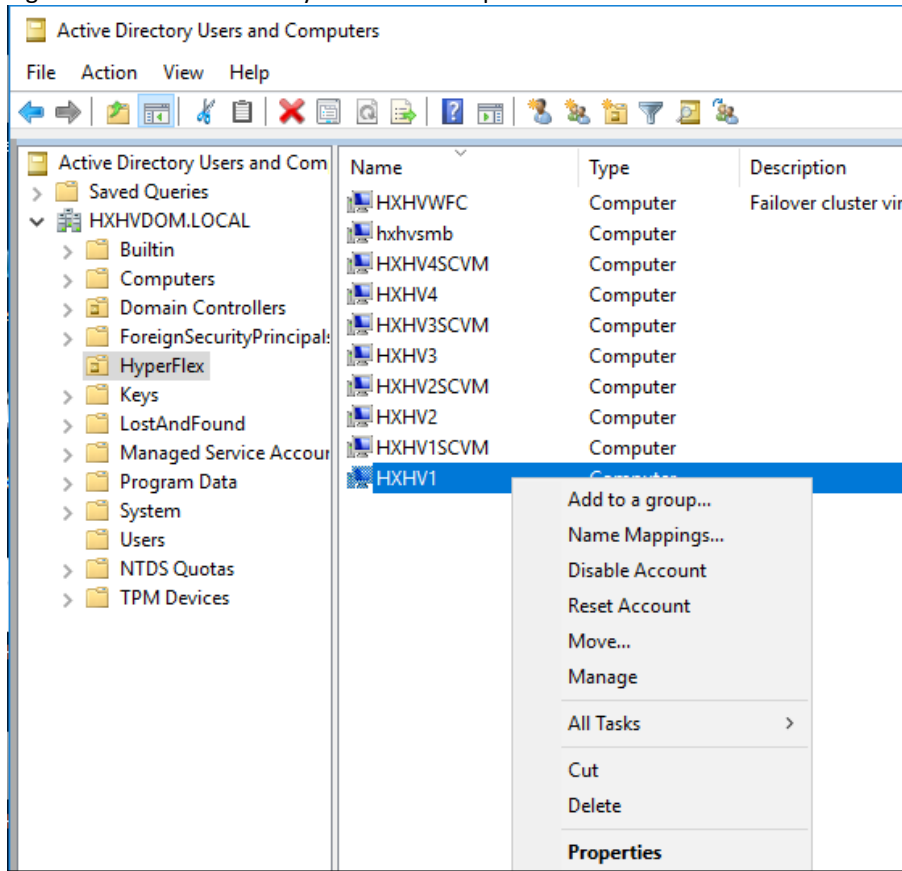 Active Directory Users and Computers
File Action View Help
Active Directory Users and Com
Saved Queries
HXHVDOM.LOCAL
Builtin
Computers
Domain Controllers
ForeignSecurityPrincipals
HyperFlex
Keys
LostAndFound
Managed Service Accour
Program Data
System
Users
NTDS Quotas
TPM Devices
Name Type Description
HXHVWFC Computer Failover cluster vir
hxhvsmb Computer
HXHV4SCVM Computer
HXHV4 Computer
HXHV3SCVM Computer
HXHV3 Computer
HXHV2SCVM Computer
HXHV2 Computer
HXHV1SCVM Computer
HXHV1 Computer
Add to a group...
Name Mappings...
Disable Account
Reset Account
Move...
Manage
All Tasks
Cut
Delete
Properties